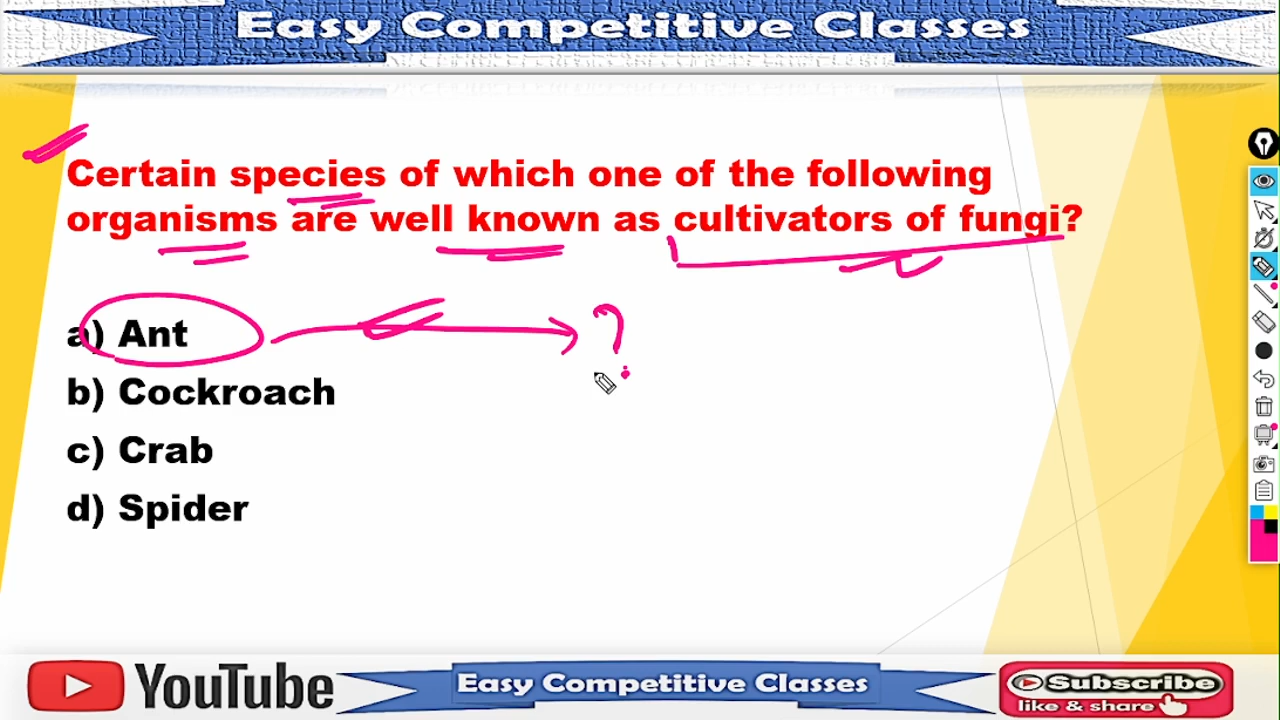 Easy Competitive Classes
Certain species of which one of the following
organisms are well known as cultivators of fungi?
a) Ant
?
b) Cockroach
c) Crab
d) Spider
YouTube
Easy Competitive Classes
Subscribe
like & share